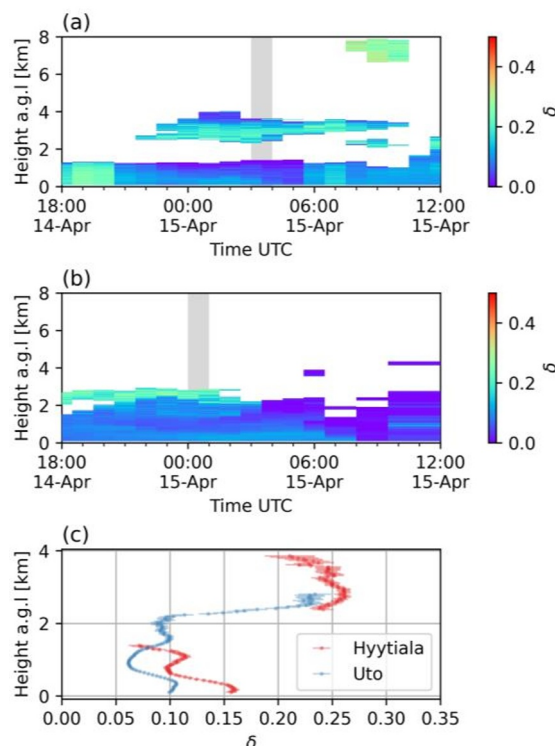 (a)
8
6
4
2
0
Height a.g.l [km]
18:00 00:00 06:00 12:00
14-Apr 15-Apr 15-Apr 15-Apr
Time UTC
0.4
0.2
0.0
δ
(b)
8
6
4
2
0
Height a.g.l [km]
18:00 00:00 06:00 12:00
14-Apr 15-Apr 15-Apr 15-Apr
Time UTC
0.4
0.2
0.0
δ
(c)
4
2
0
Height a.g.l [km]
Hyytiala
Uto
0.00 0.05 0.10 0.15 0.20 0.25 0.30 0.35
δ